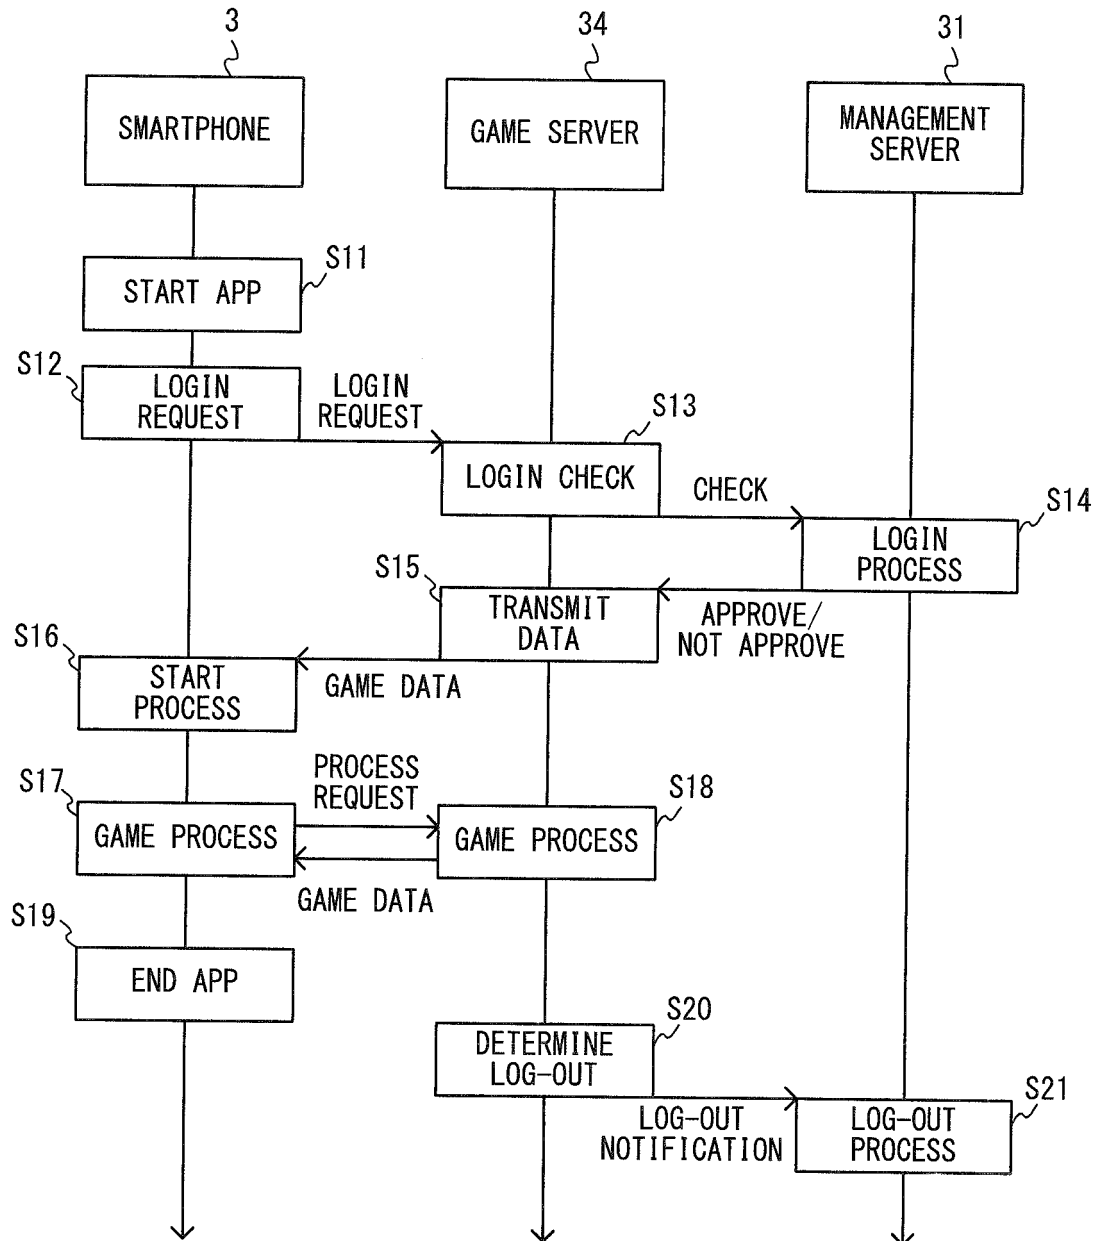 3
34
31
SMARTPHONE
GAME SERVER
MANAGEMENT
SERVER
S11
START APP
S12
LOGIN
REQUEST
LOGIN
REQUEST
S13
LOGIN CHECK
CHECK
S14
LOGIN
PROCESS
S15
TRANSMIT
DATA
APPROVE/
NOT APPROVE
S16
START
PROCESS
GAME DATA
S17
GAME PROCESS
PROCESS
REQUEST
S18
GAME PROCESS
GAME DATA
S19
END APP
S20
DETERMINE
LOG-OUT
LOG-OUT
NOTIFICATION
S21
LOG-OUT
PROCESS